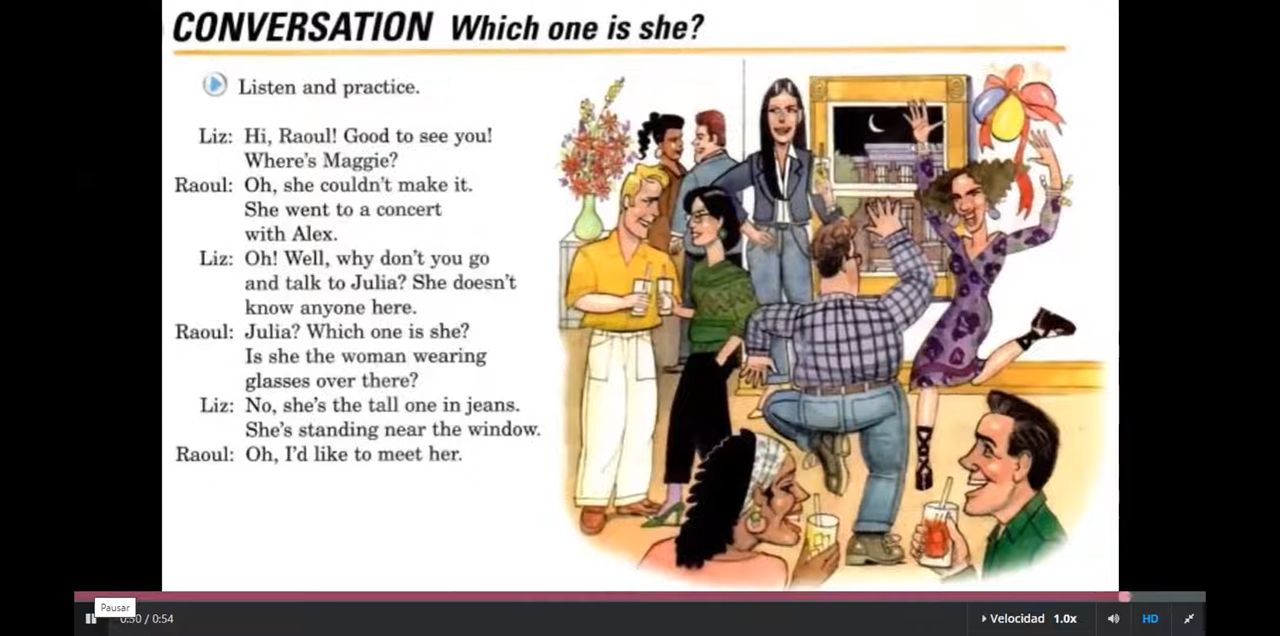 CONVERSATION Which one is she?
Listen and practice.
Liz: Hi, Raoul! Good to see you!
Where's Maggie?
Raoul: Oh, she couldn't make it.
She went to a concert
with Alex.
Liz: Oh! Well, why don't you go
and talk to Julia? She doesn't
know anyone here.
Raoul: Julia? Which one is she?
Is she the woman wearing
glasses over there?
Liz: No, she's the tall one in jeans.
She's standing near the window.
Raoul: Oh, I'd like to meet her.
Pausar
0:50 / 0:54 Velocidad 1.0x HD